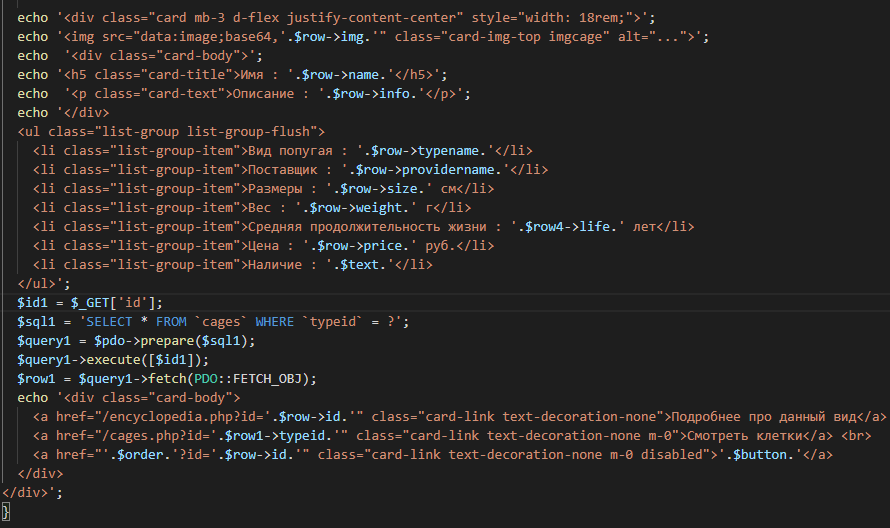 echo '<div class="card mb-3 d-flex justify-content-center" style="width: 18rem;">';
echo '<img src="data:image;base64,'.$row->img.'" class="card-img-top imgcage" alt="...">';
echo  '<div class="card-body">';
echo '<h5 class="card-title">Имя : '.$row->name.'</h5>';
echo  '<p class="card-text">Описание : '.$row->info.'</p>';
echo '</div>
<ul class="list-group list-group-flush">
<li class="list-group-item">Вид попугая : '.$row->typename.'</li>
<li class="list-group-item">Поставщик : '.$row->providername.'</li>
<li class="list-group-item">Размеры : '.$row->size.' см</li>
<li class="list-group-item">Вес : '.$row->weight.' г</li>
<li class="list-group-item">Средняя продолжительность жизни : '.$row4->life.' лет</li>
<li class="list-group-item">Цена : '.$row->price.' руб.</li>
<li class="list-group-item">Наличие : '.$text.'</li>
</ul>';
$id1 = $_GET['id'];
$sql1 = 'SELECT * FROM `cages` WHERE `typeid` = ?';
$query1 = $pdo->prepare($sql1);
$query1->execute([$id1]);
$row1 = $query1->fetch(PDO::FETCH_OBJ);
echo '<div class="card-body">
<a href="/encyclopedia.php?id='.$row->id.'" class="card-link text-decoration-none">Подробнее про данный вид</a>
<a href="/cages.php?id='.$row1->typeid.'" class="card-link text-decoration-none m-0">Смотреть клетки</a> <br>
<a href="'.$order.'?id='.$row->id.'" class="card-link text-decoration-none m-0 disabled">'.$button.'</a>
</div>
</div>';
}